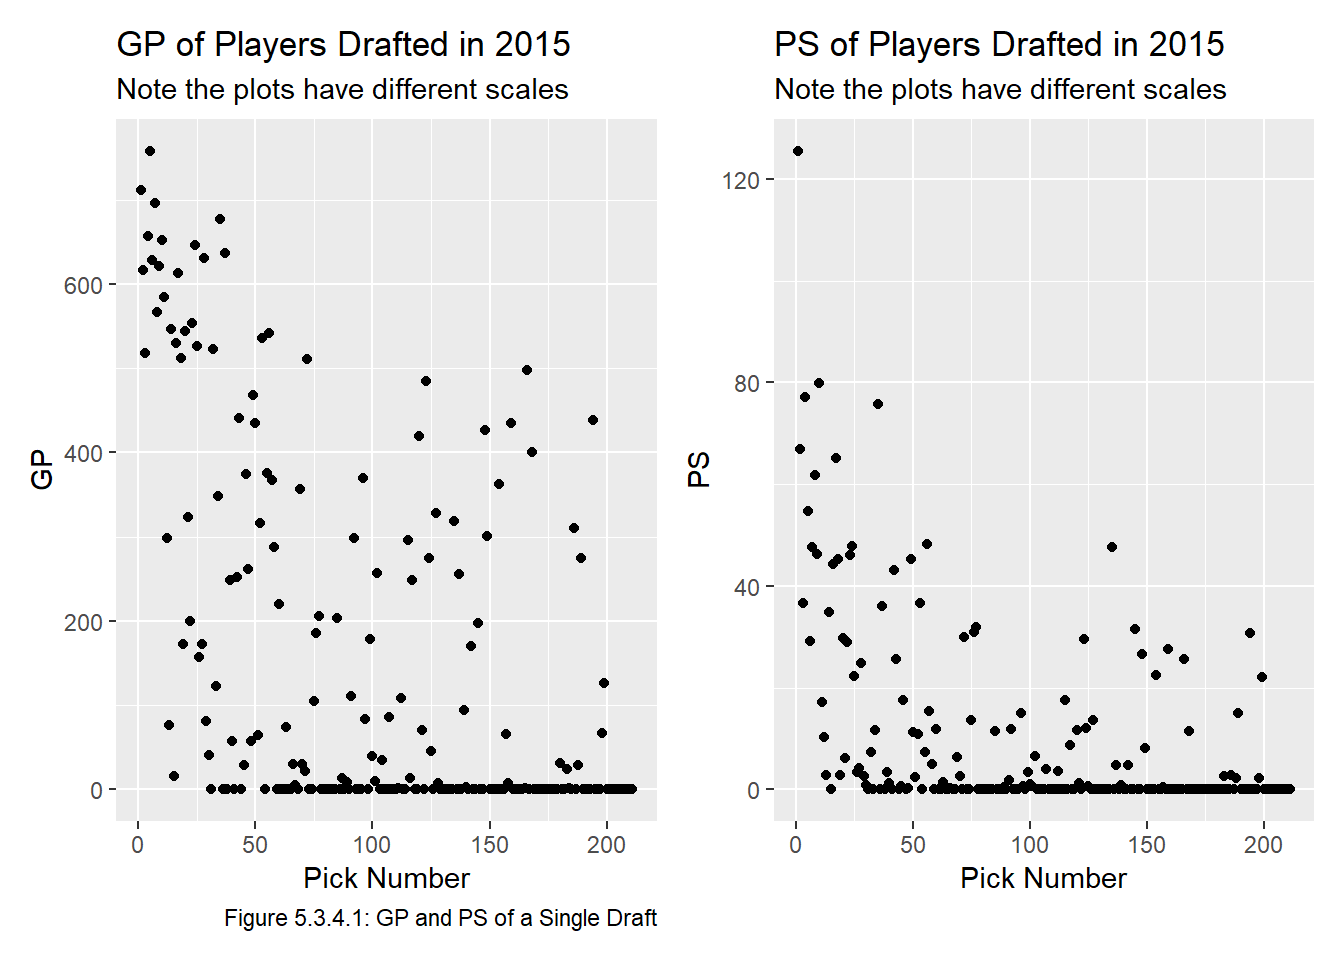 GP of Players Drafted in 2015
Note the plots have different scales
GP
600
400
200
0
0 50 100 150 200
Pick Number
Figure 5.3.4.1: GP and PS of a Single Draft
PS of Players Drafted in 2015
Note the plots have different scales
PS
120
80
40
0
0 50 100 150 200
Pick Number